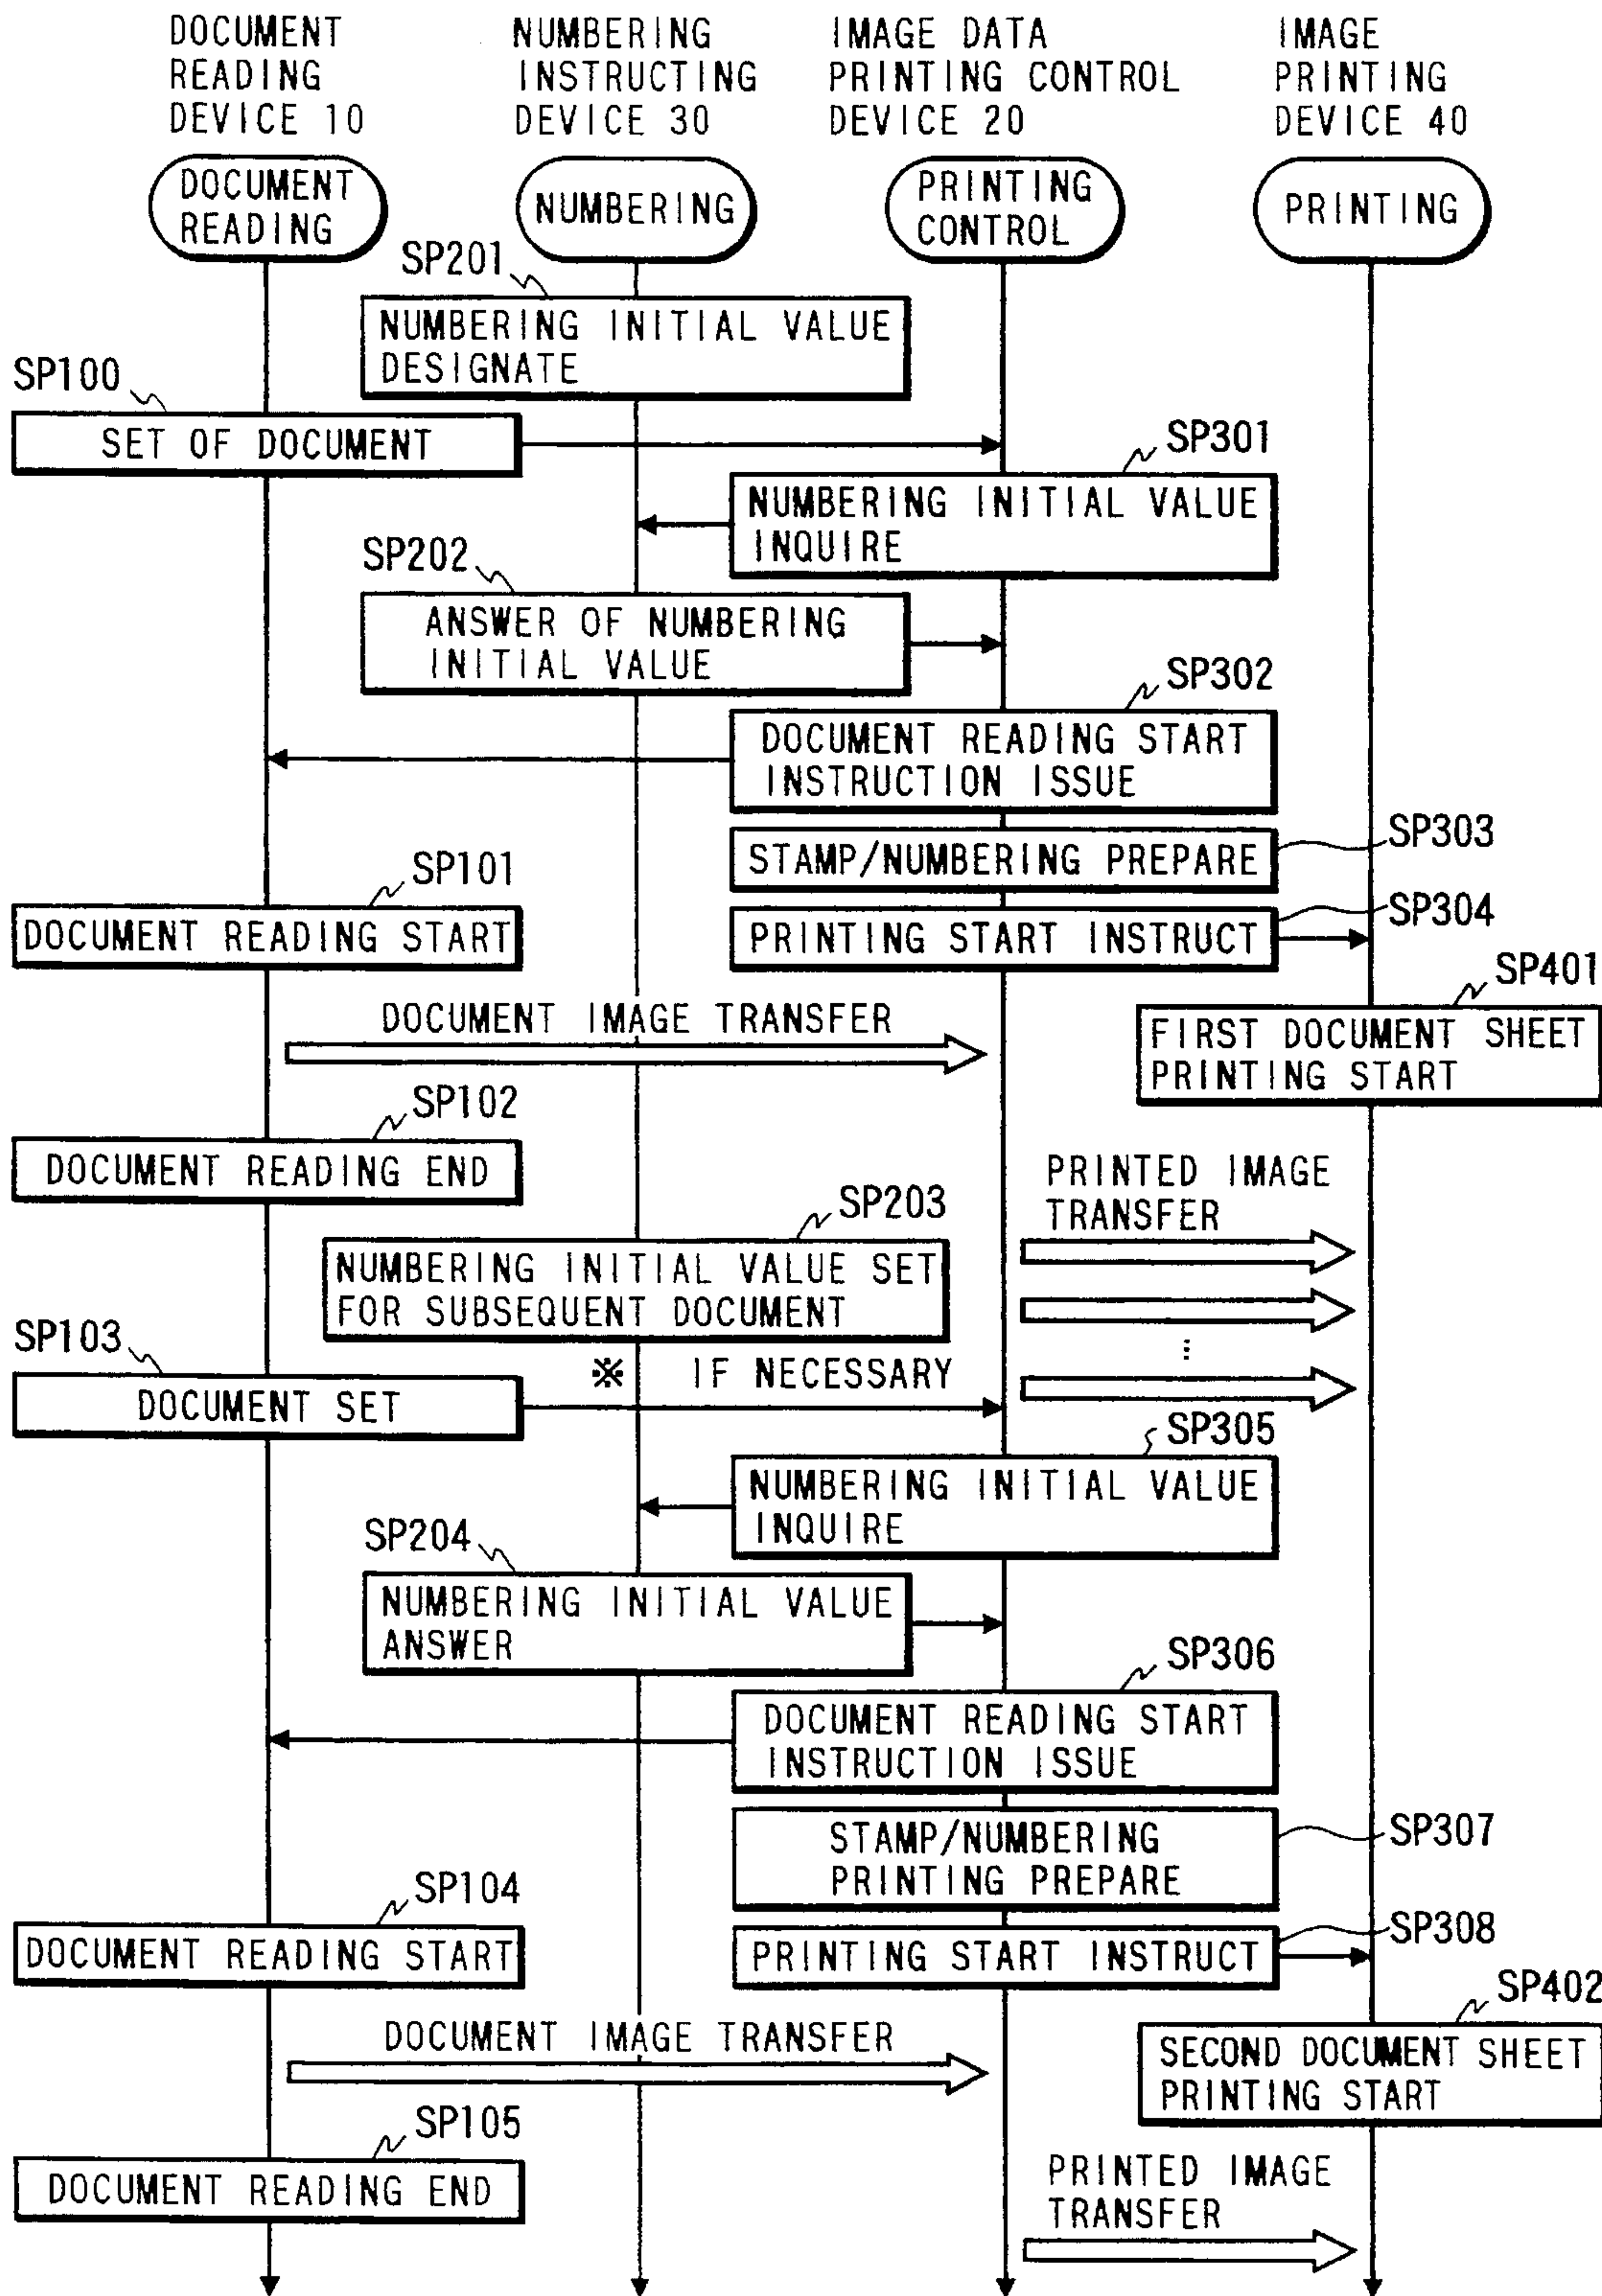 DOCUMENT
READING
DEVICE 10
NUMBERING
INSTRUCTING
DEVICE 30
IMAGE DATA
PRINTING CONTROL
DEVICE 20
IMAGE
PRINTING
DEVICE 40
DOCUMENT
READING
NUMBERING
PRINTING
CONTROL
PRINTING
SP201
NUMBERING INITIAL VALUE
DESIGNATE
SP100
SET OF DOCUMENT
SP301
NUMBERING INITIAL VALUE
INQUIRE
SP202
ANSWER OF NUMBERING
INITIAL VALUE
SP302
DOCUMENT READING START
INSTRUCTION ISSUE
SP303
STAMP/NUMBERING PREPARE
SP101
DOCUMENT READING START
SP304
PRINTING START INSTRUCT
SP401
FIRST DOCUMENT SHEET
PRINTING START
DOCUMENT IMAGE TRANSFER
SP102
DOCUMENT READING END
PRINTED IMAGE
TRANSFER
SP203
NUMBERING INITIAL VALUE SET
FOR SUBSEQUENT DOCUMENT
※ IF NECESSARY
SP103
DOCUMENT SET
SP305
NUMBERING INITIAL VALUE
INQUIRE
SP204
NUMBERING INITIAL VALUE
ANSWER
SP306
DOCUMENT READING START
INSTRUCTION ISSUE
SP307
STAMP/NUMBERING
PRINTING PREPARE
SP104
DOCUMENT READING START
SP308
PRINTING START INSTRUCT
SP402
SECOND DOCUMENT SHEET
PRINTING START
DOCUMENT IMAGE TRANSFER
SP105
DOCUMENT READING END
PRINTED IMAGE
TRANSFER